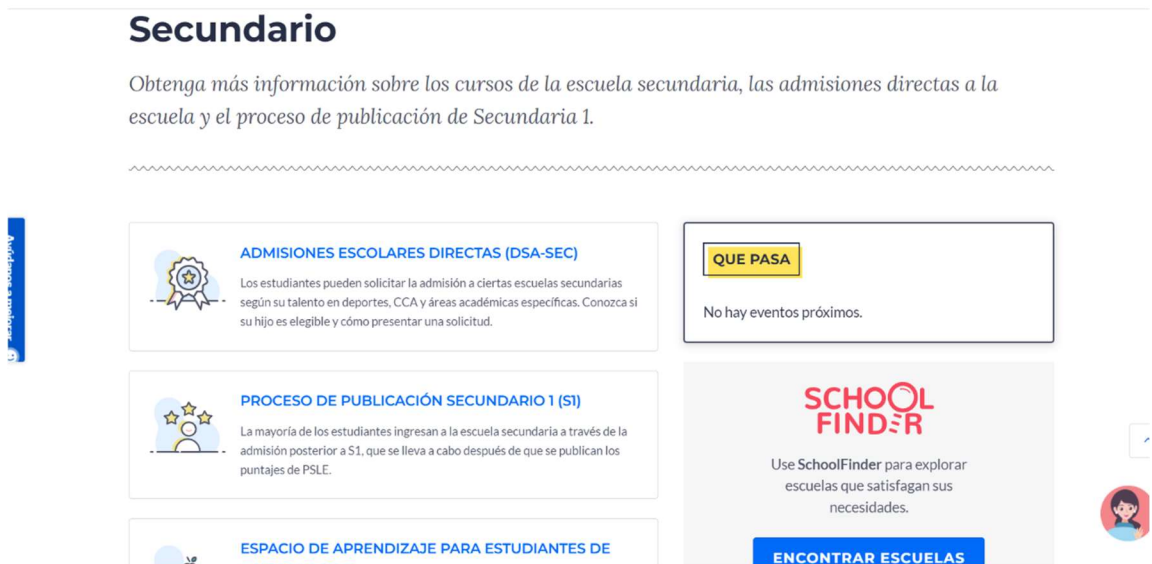 Secundario
Obtenga más información sobre los cursos de la escuela secundaria, las admisiones directas a la
escuela y el proceso de publicación de Secundaria 1.
ADMISIONES ESCOLARES DIRECTAS (DSA-SEC)
Los estudiantes pueden solicitar la admisión a ciertas escuelas secundarias
según su talento en deportes, CCA y áreas académicas específicas. Conozca si
su hijo es elegible y cómo presentar una solicitud.
PROCESO DE PUBLICACIÓN SECUNDARIO 1 (S1)
La mayoría de los estudiantes ingresan a la escuela secundaria a través de la
admisión posterior a S1, que se lleva a cabo después de que se publican los
puntajes de PSLE.
ESPACIO DE APRENDIZAJE PARA ESTUDIANTES DE
QUE PASA
No hay eventos próximos.
SCHOOL
FINDER
Use SchoolFinder para explorar
escuelas que satisfagan sus
necesidades.
ENCONTRAR ESCUELAS